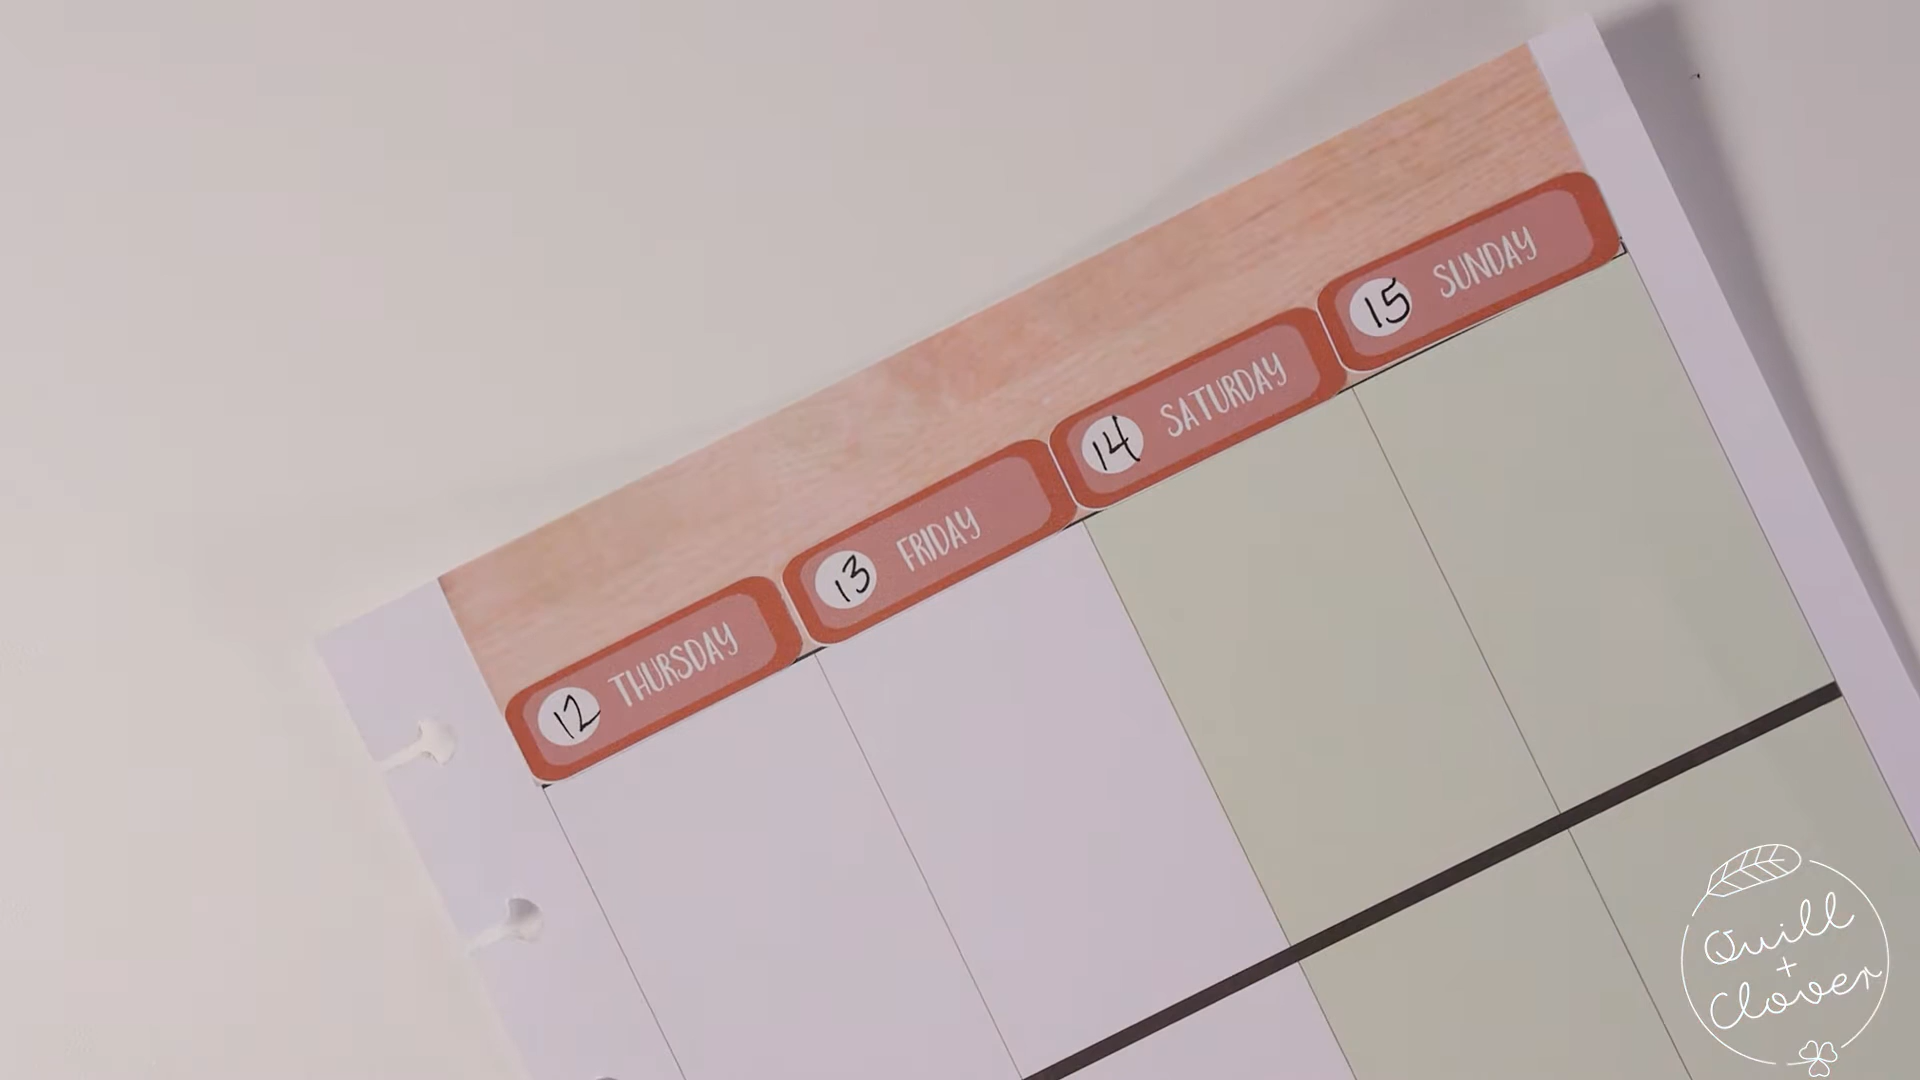 12 THURSDAY
13 FRIDAY
14 SATURDAY
15 SUNDAY
Quill
+
Clover